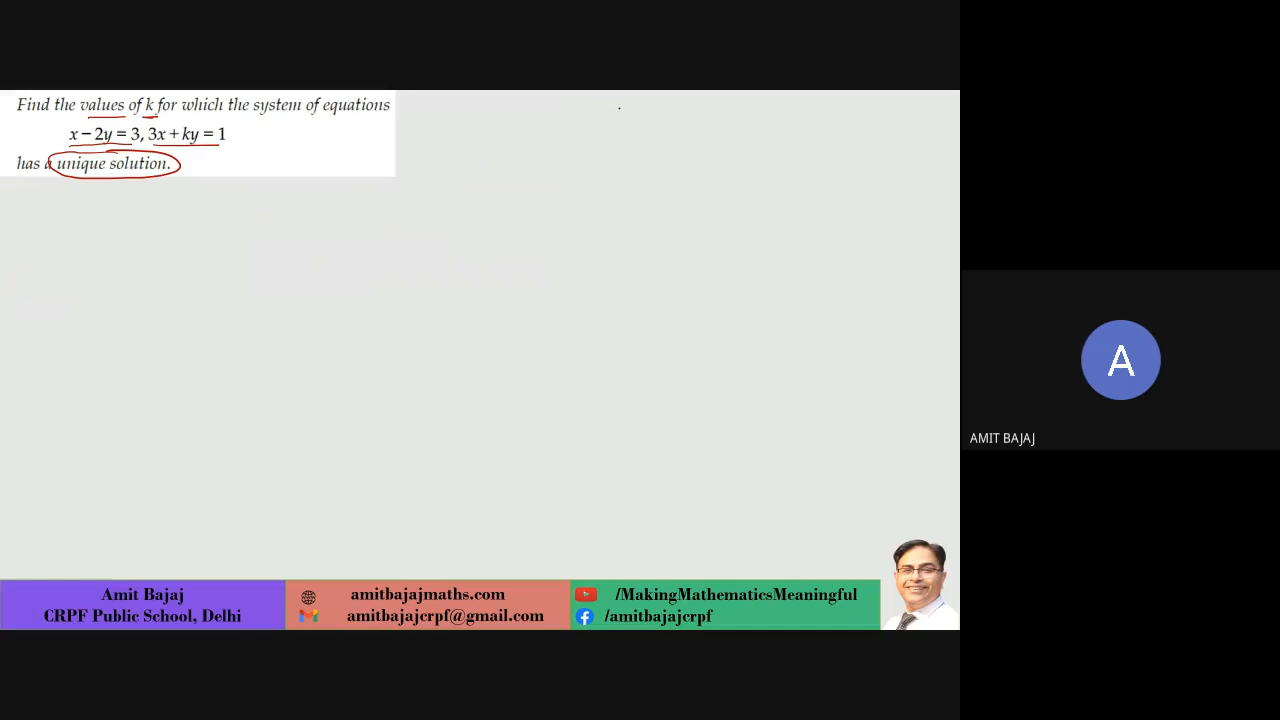 Find the values of k for which the system of equations
x − 2y = 3, 3x + ky = 1
has a unique solution.
A
AMIT BAJAJ
Amit Bajaj
CRPF Public School, Delhi
amitbajajmaths.com
amitbajajcrpf@gmail.com
/MakingMathematicsMeaningful
/amitbajajcrpf